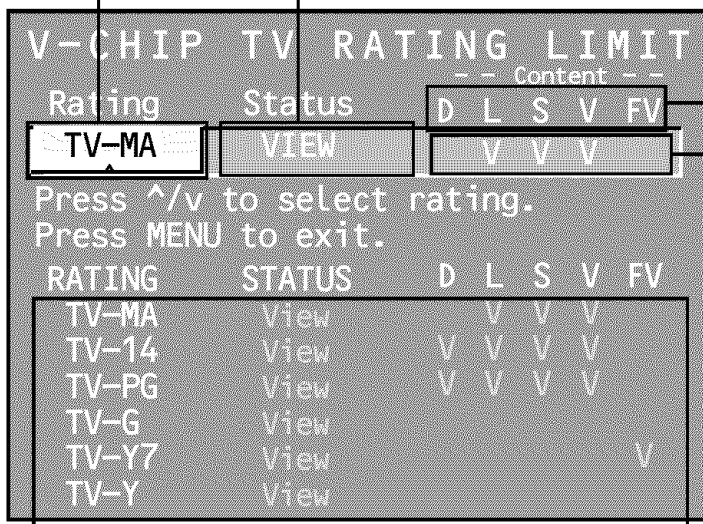 V-CHIP TV RATING LIMIT
-- Content --
Rating Status D L S V FV
TV-MA VIEW V V V
Press ^/v to select rating.
Press MENU to exit.
RATING STATUS D L S V FV
TV-MA View V V V
TV-14 View V V V V
TV-PG View V V V V
TV-G View
TV-Y7 View V
TV-Y View